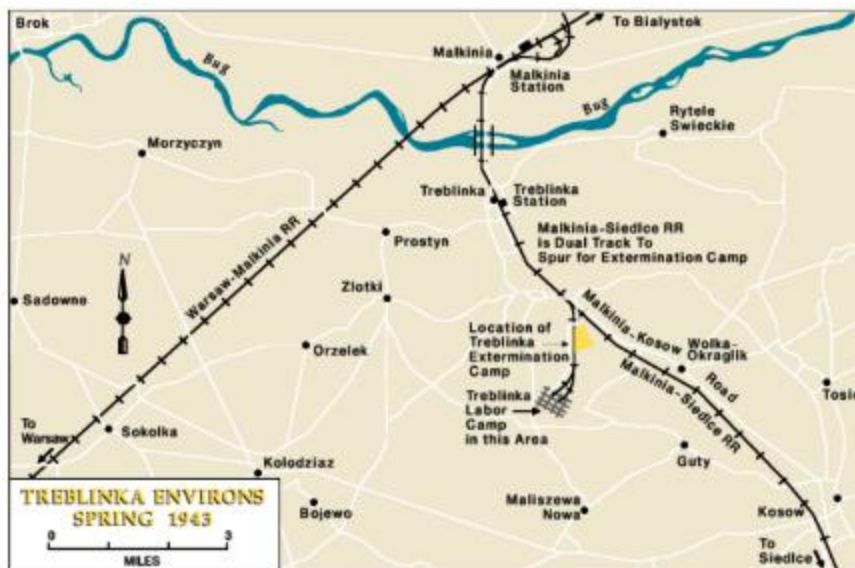 Brok
To Bialystok
Malkinia
Malkinia
Station
Bug
Bug
Rytele
Swieckie
Morzyczyn
Treblinka
Treblinka
Station
Malkinia-Siedlce RR
is Dual Track To
Spur for Extermination Camp
Prostyn
Warsaw-Malkinia RR
N
Zlotki
Sadowne
Malkinia-Kosow Road
Location of
Treblinka
Extermination
Camp
Wolka-
Okraglik
Orzelek
Malkinia-Siedlce RR
Treblinka
Labor
Camp
in this Area
Tosie
To
Warsaw
Sokolka
Guty
Kolodziaz
Bojewo
Maliszewa
Nowa
Kosow
To
Siedlce
TREBLINKA ENVIRONS
SPRING 1943
0 3
MILES